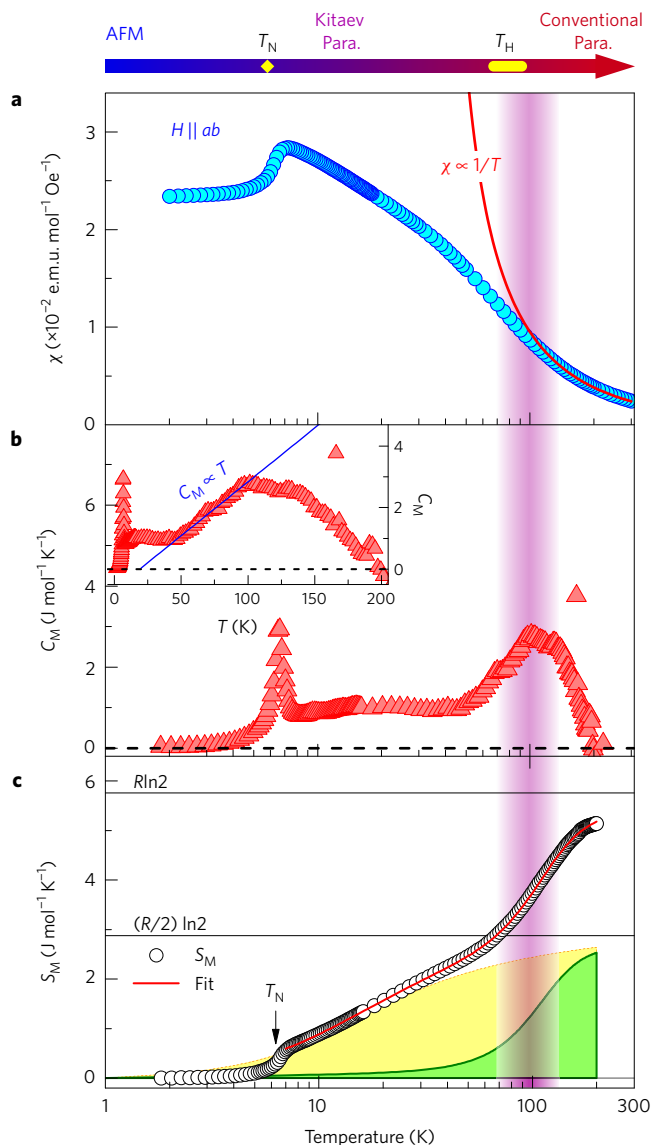 AFM
T_N
Kitaev
Para.
T_H
Conventional
Para.
a
H || ab
χ ∝ 1/T
χ (×10⁻² e.m.u. mol⁻¹ Oe⁻¹)
3
2
1
0
b
C_M ∝ T
C_M
4
2
0
0
50
100
150
200
T (K)
C_M (J mol⁻¹ K⁻¹)
6
4
2
0
c
Rln2
(R/2) ln2
S_M
Fit
T_N
S_M (J mol⁻¹ K⁻¹)
6
4
2
0
1
10
100
300
Temperature (K)